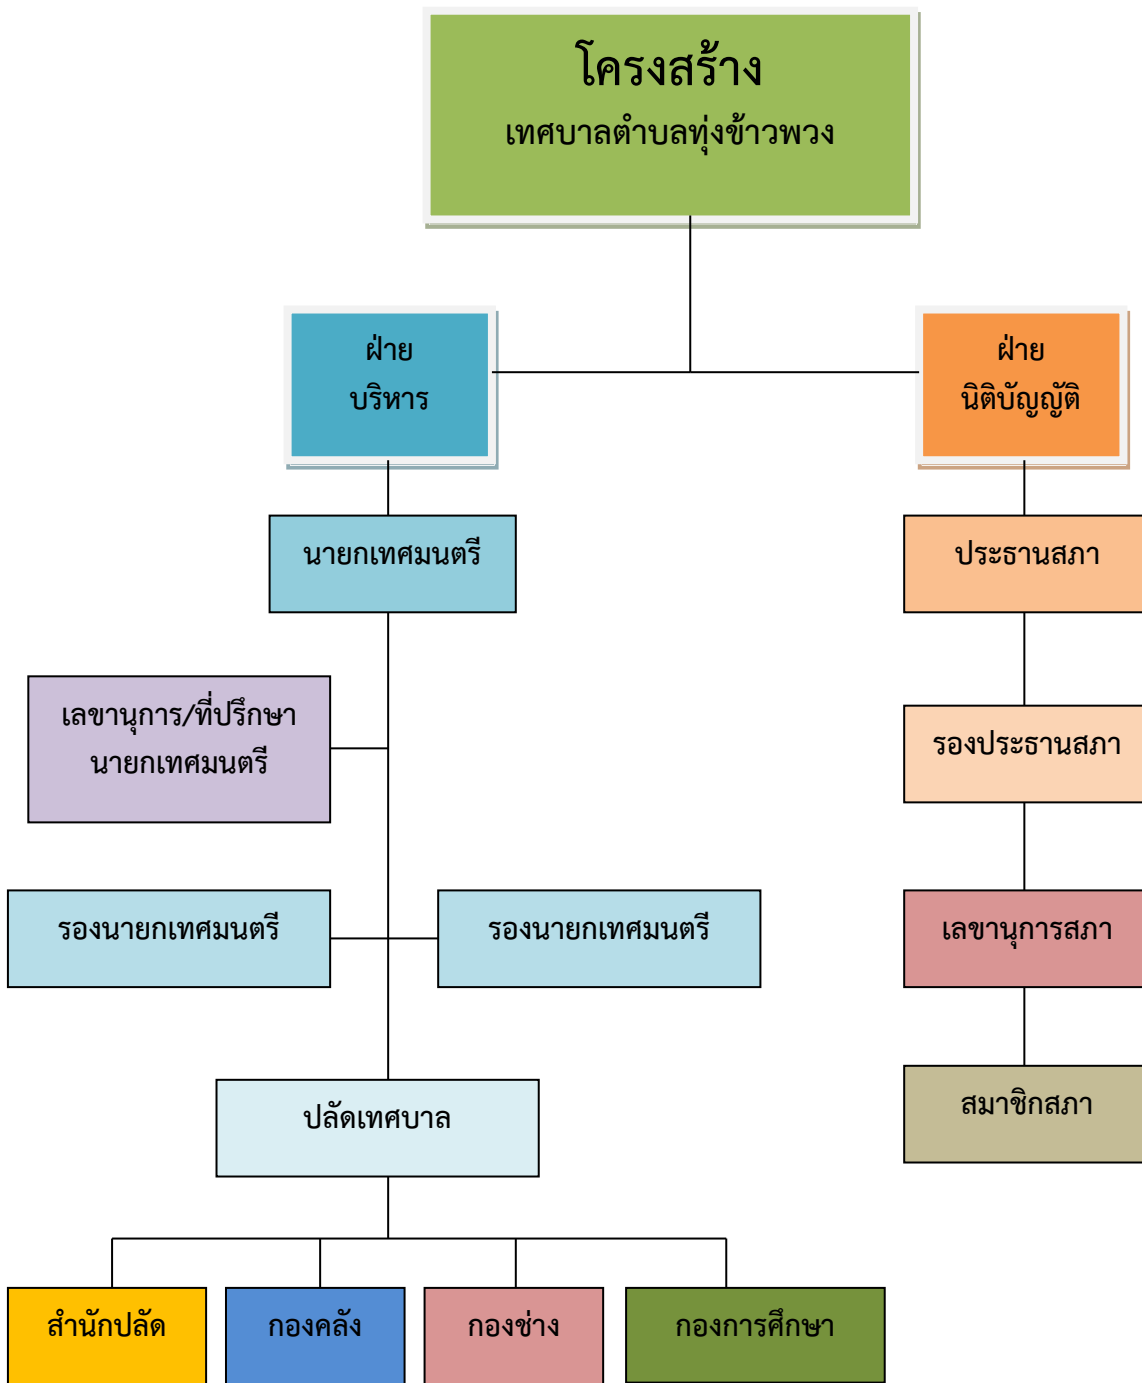 โครงสร้าง
เทศบาลตำบลทุ่งข้าวพวง
ฝ่าย
บริหาร
ฝ่าย
นิติบัญญัติ
นายกเทศมนตรี
ประธานสภา
เลขานุการ/ที่ปรึกษา
นายกเทศมนตรี
รองประธานสภา
รองนายกเทศมนตรี
รองนายกเทศมนตรี
เลขานุการสภา
ปลัดเทศบาล
สมาชิกสภา
สำนักปลัด
กองคลัง
กองช่าง
กองการศึกษา